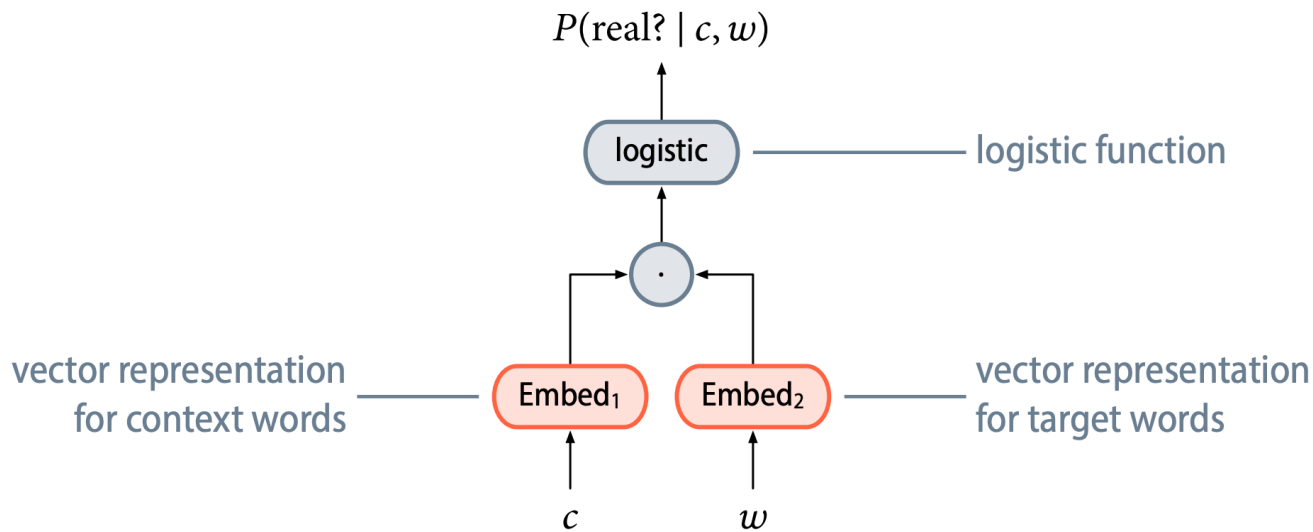 P(real? | c, w)
logistic
logistic function
·
vector representation
for context words
Embed₁
Embed₂
vector representation
for target words
c
w